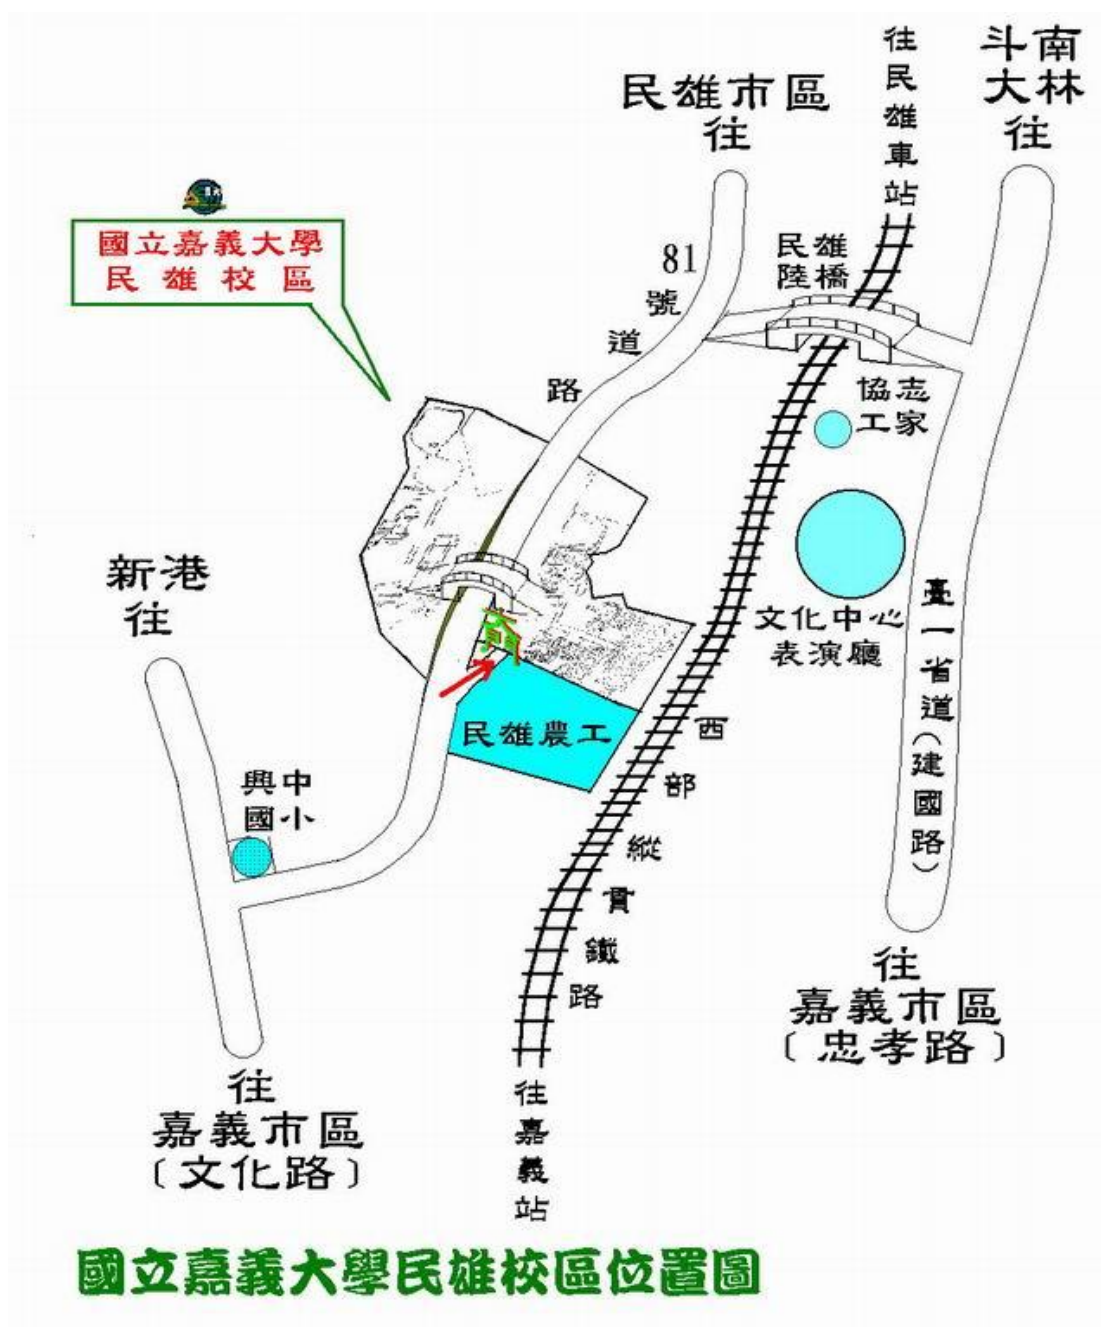 往民雄車站
斗南
大林
往
民雄市區
往
國立嘉義大學
民雄校區
81號道路
民雄
陸橋
協志
工家
新港
往
文化中心
表演廳
臺一省道(建國路)
民雄農工
西部縱貫鐵路
興中
國小
往
嘉義市區
〔忠孝路〕
往
嘉義市區
〔文化路〕
往嘉義站
國立嘉義大學民雄校區位置圖